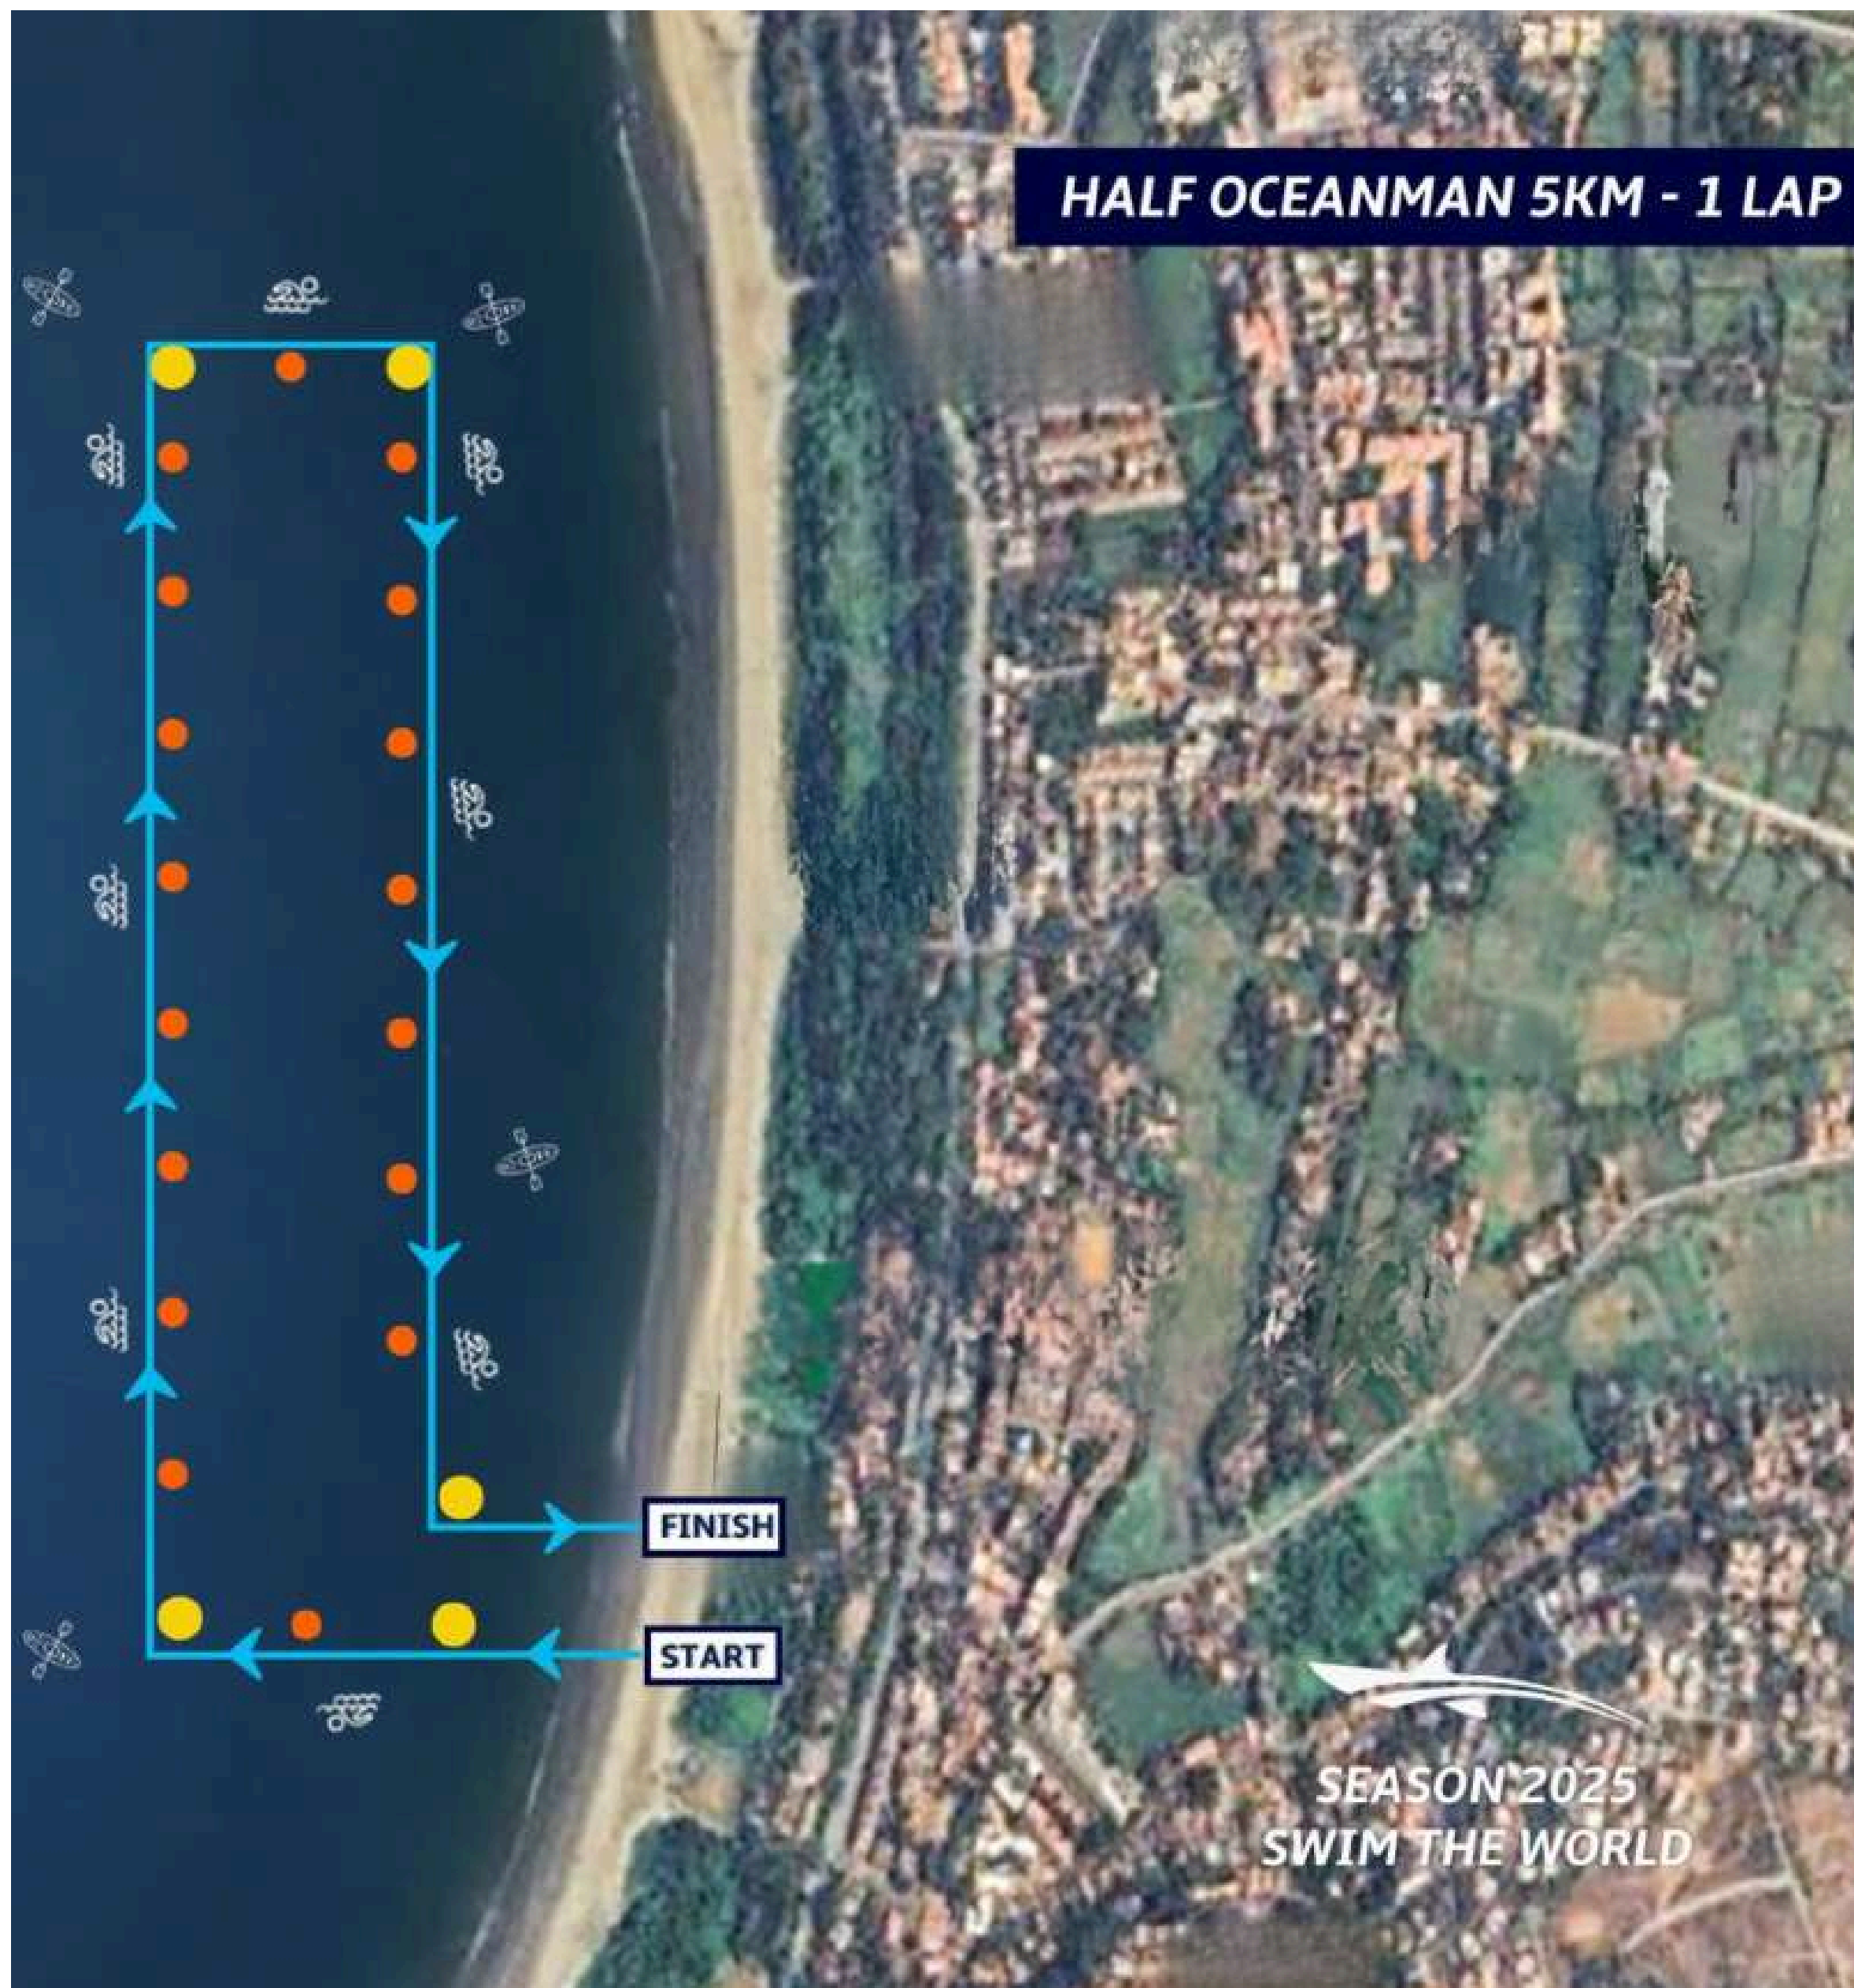 HALF OCEANMAN 5KM - 1 LAP
FINISH
START
SEASON 2025
SWIM THE WORLD